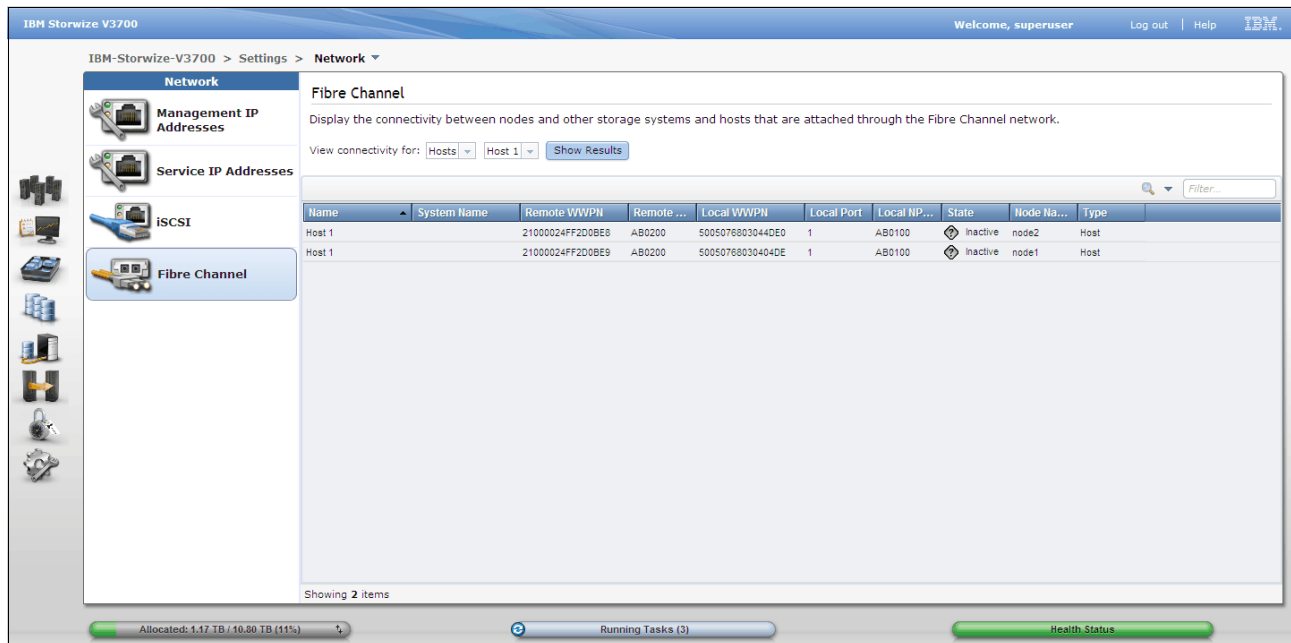 IBM Storwize V3700 Welcome, superuser Log out | Help IBM.
IBM-Storwize-V3700 > Settings > Network
Network
Management IP Addresses
Service IP Addresses
iSCSI
Fibre Channel
Fibre Channel
Display the connectivity between nodes and other storage systems and hosts that are attached through the Fibre Channel network.
View connectivity for: Hosts Host 1 Show Results
Filter...
Name System Name Remote WWPN Remote ... Local WWPN Local Port Local NP... State Node Na... Type
Host 1 21000024FF2D0BE8 AB0200 5005076803044DE0 1 AB0100 Inactive node2 Host
Host 1 21000024FF2D0BE9 AB0200 50050768030404DE 1 AB0100 Inactive node1 Host
Showing 2 items
Allocated: 1.17 TB / 10.80 TB (11%) Running Tasks (3) Health Status